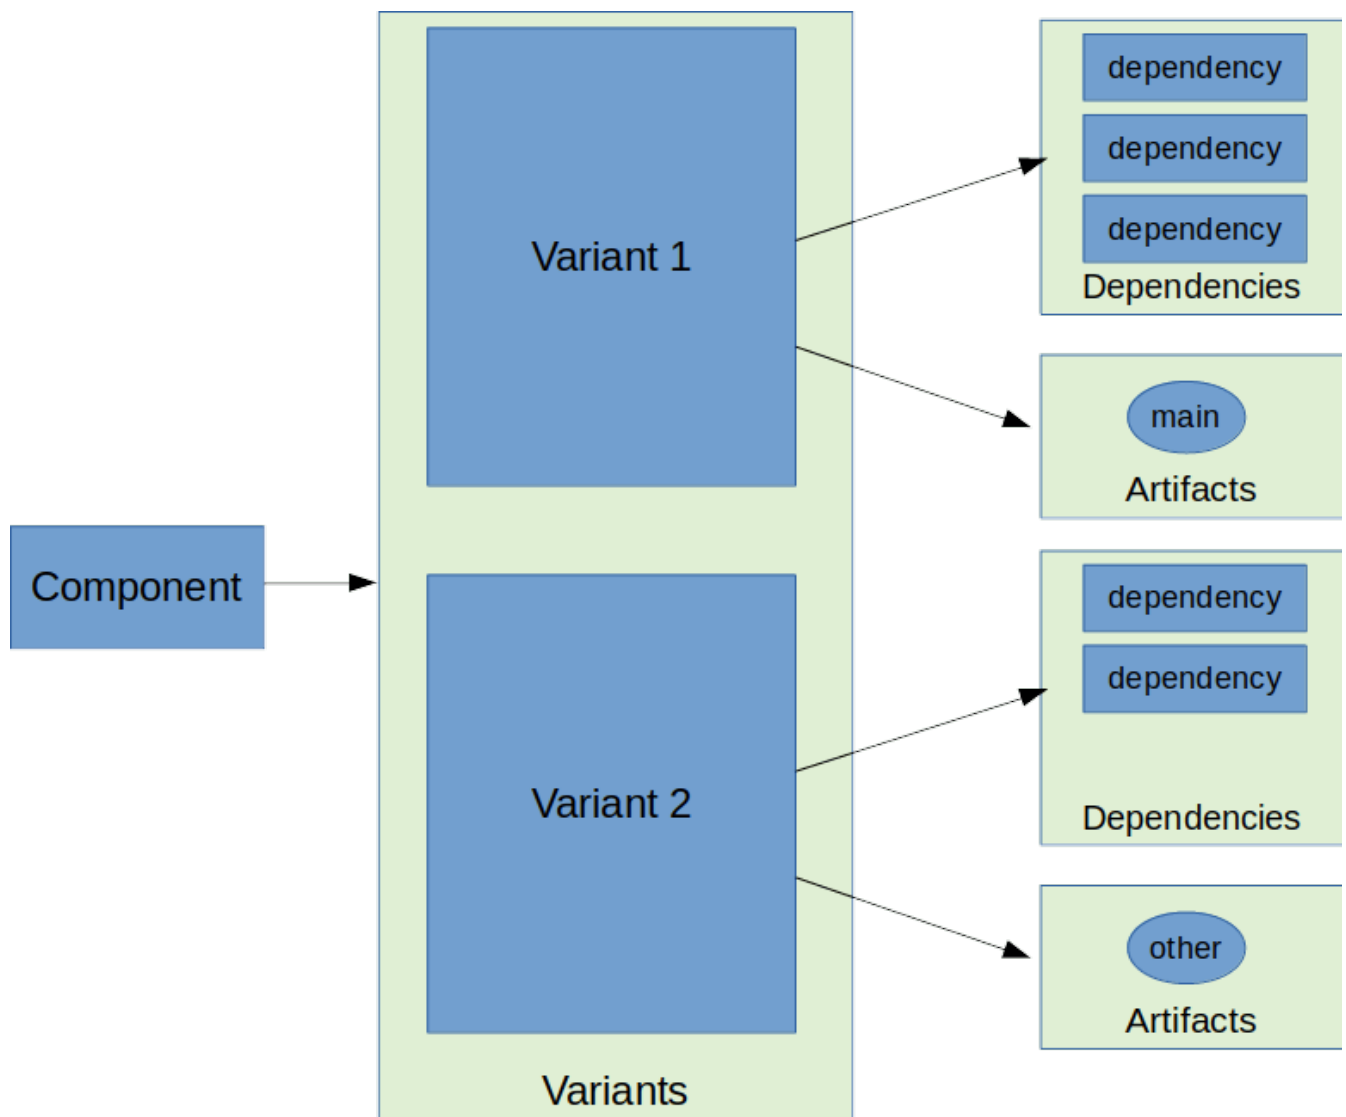 Component
Variant 1
Variant 2
Variants
dependency
dependency
dependency
Dependencies
main
Artifacts
dependency
dependency
Dependencies
other
Artifacts